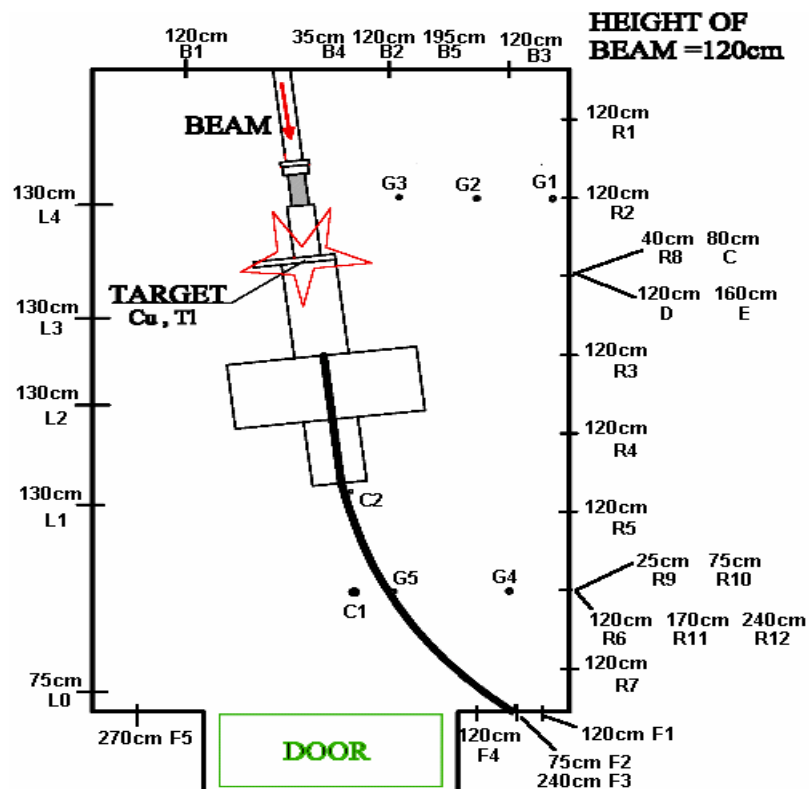 HEIGHT OF
BEAM =120cm
120cm
B1
35cm 120cm 195cm
B4 B2 B5
120cm
B3
BEAM
120cm
R1
G3 G2 G1
130cm
L4
120cm
R2
40cm 80cm
R8 C
120cm 160cm
D E
TARGET
Cu , Tl
130cm
L3
120cm
R3
130cm
L2
120cm
R4
130cm
L1
C2
120cm
R5
25cm 75cm
R9 R10
G5 G4
C1
120cm 170cm 240cm
R6 R11 R12
120cm
R7
75cm
L0
270cm F5
DOOR
120cm
F4
120cm F1
75cm F2
240cm F3